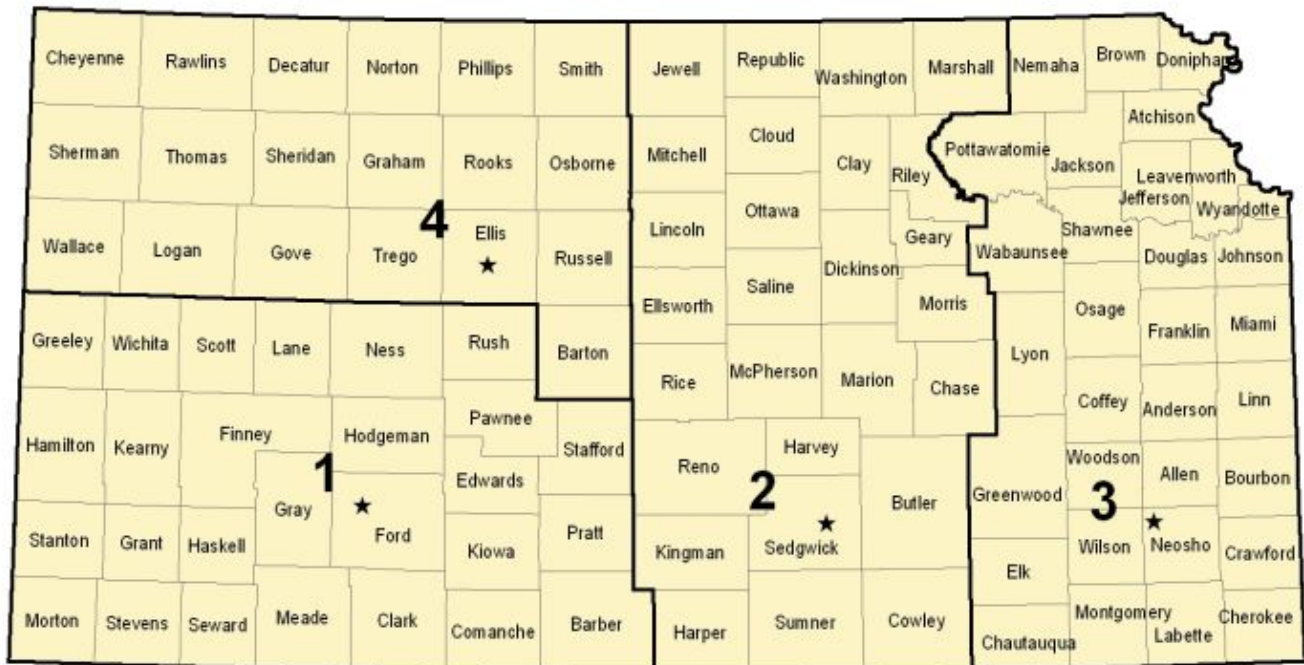 Cheyenne
Rawlins
Decatur
Norton
Phillips
Smith
Jewell
Republic
Washington
Marshall
Nemaha
Brown
Doniphan
Sherman
Thomas
Sheridan
Graham
Rooks
Osborne
Mitchell
Cloud
Clay
Riley
Pottawatomie
Jackson
Atchison
Leavenworth
Jefferson
Wyandotte
Wallace
Logan
Gove
Trego
4
Ellis
Russell
Lincoln
Ottawa
Dickinson
Geary
Wabaunsee
Shawnee
Douglas
Johnson
Ellsworth
Saline
Morris
Osage
Franklin
Miami
Greeley
Wichita
Scott
Lane
Ness
Rush
Barton
Rice
McPherson
Marion
Chase
Lyon
Coffey
Anderson
Linn
Hamilton
Kearny
Finney
Hodgeman
Pawnee
Stafford
Reno
Harvey
Butler
Greenwood
Woodson
Allen
Bourbon
1
Gray
Ford
Edwards
2
Sedgwick
3
Stanton
Grant
Haskell
Kiowa
Pratt
Kingman
Elk
Wilson
Neosho
Crawford
Morton
Stevens
Seward
Meade
Clark
Comanche
Barber
Harper
Sumner
Cowley
Chautauqua
Montgomery
Labette
Cherokee